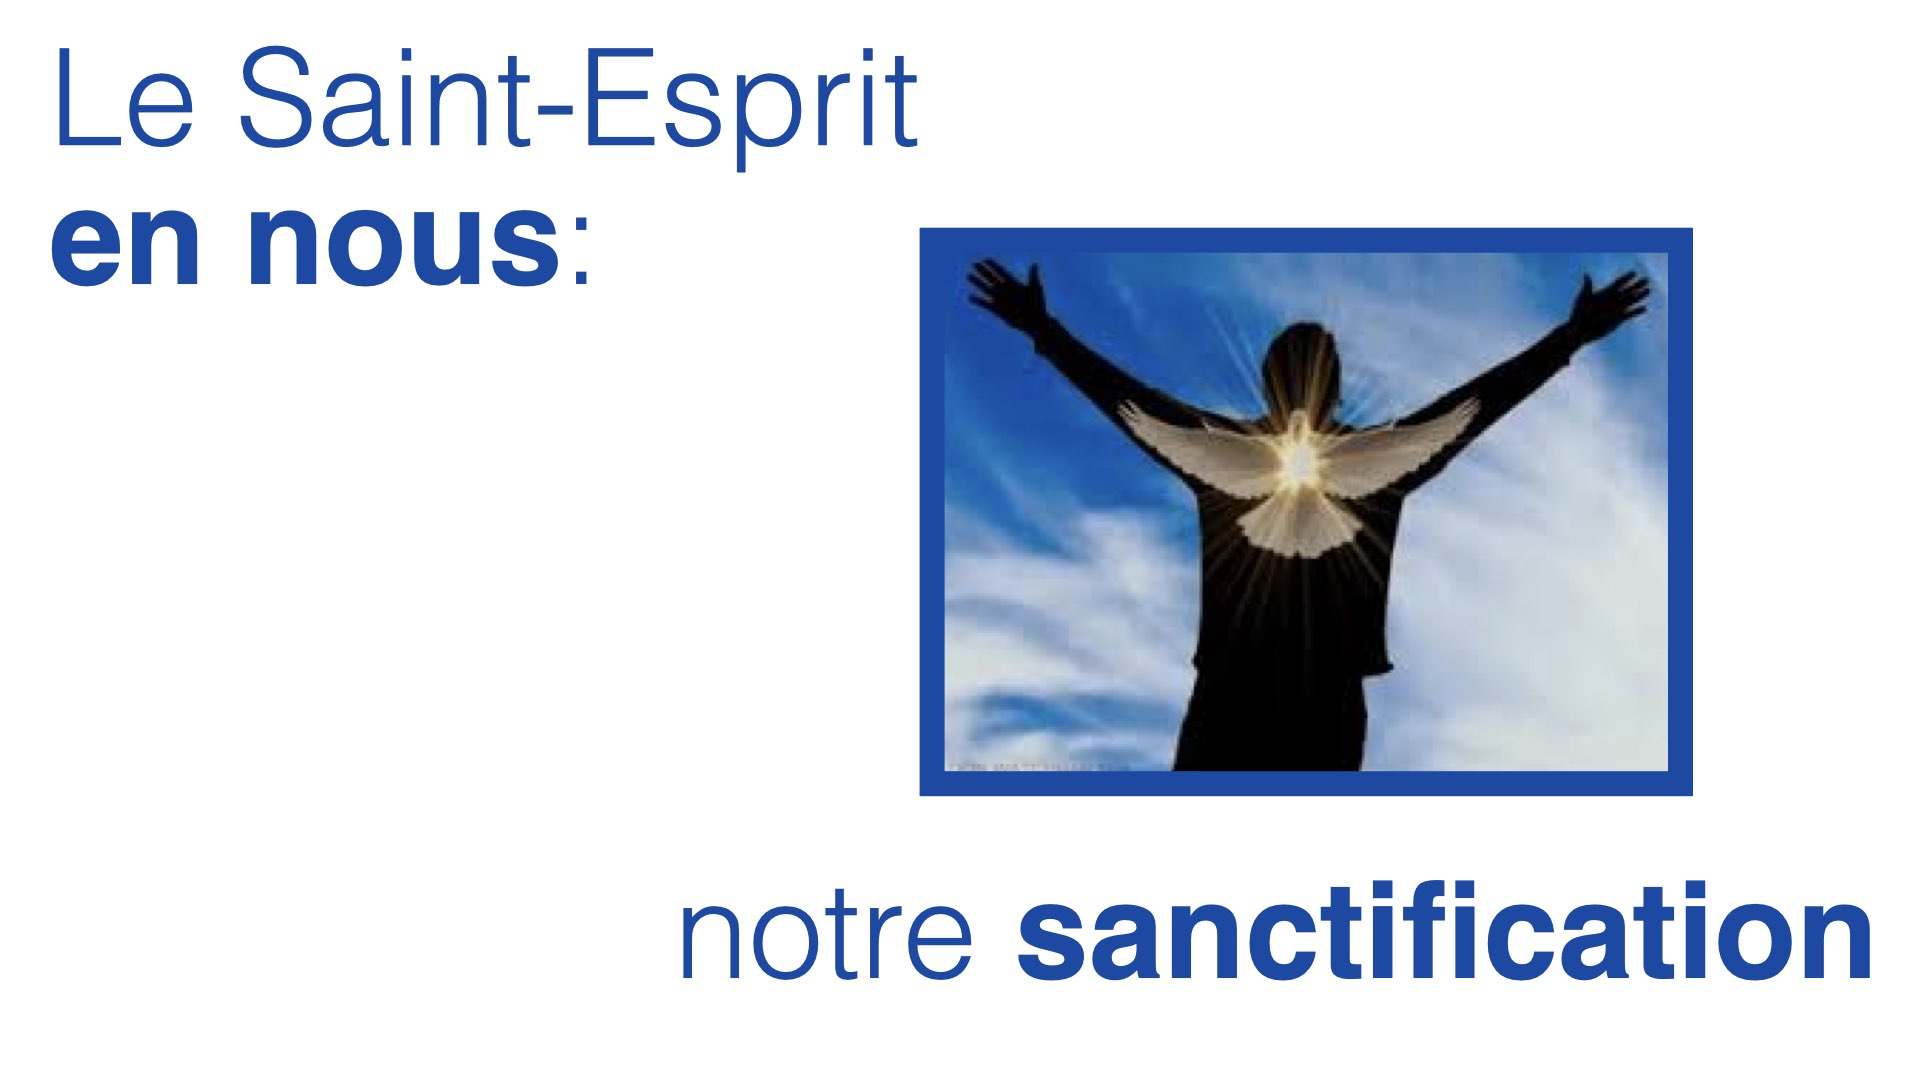 Le Saint-Esprit
en nous:
notre sanctification